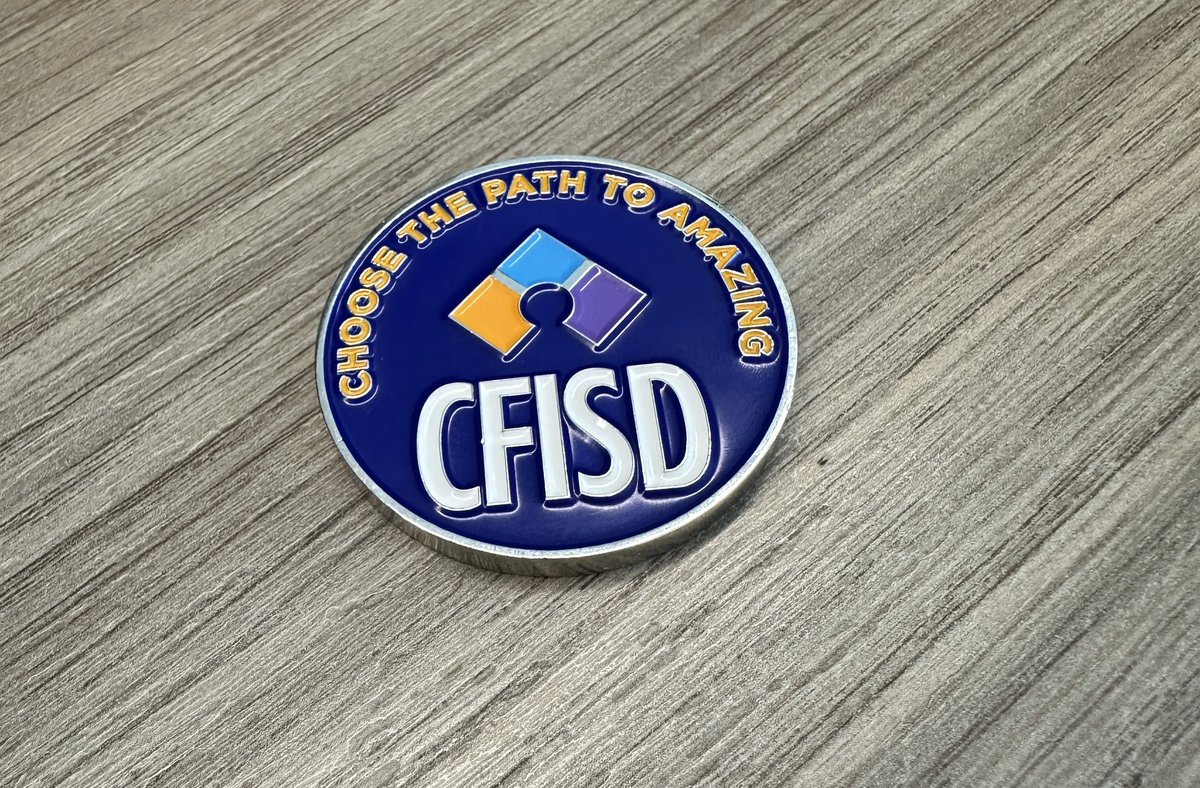 CHOOSE THE PATH TO AMAZING
CFISD